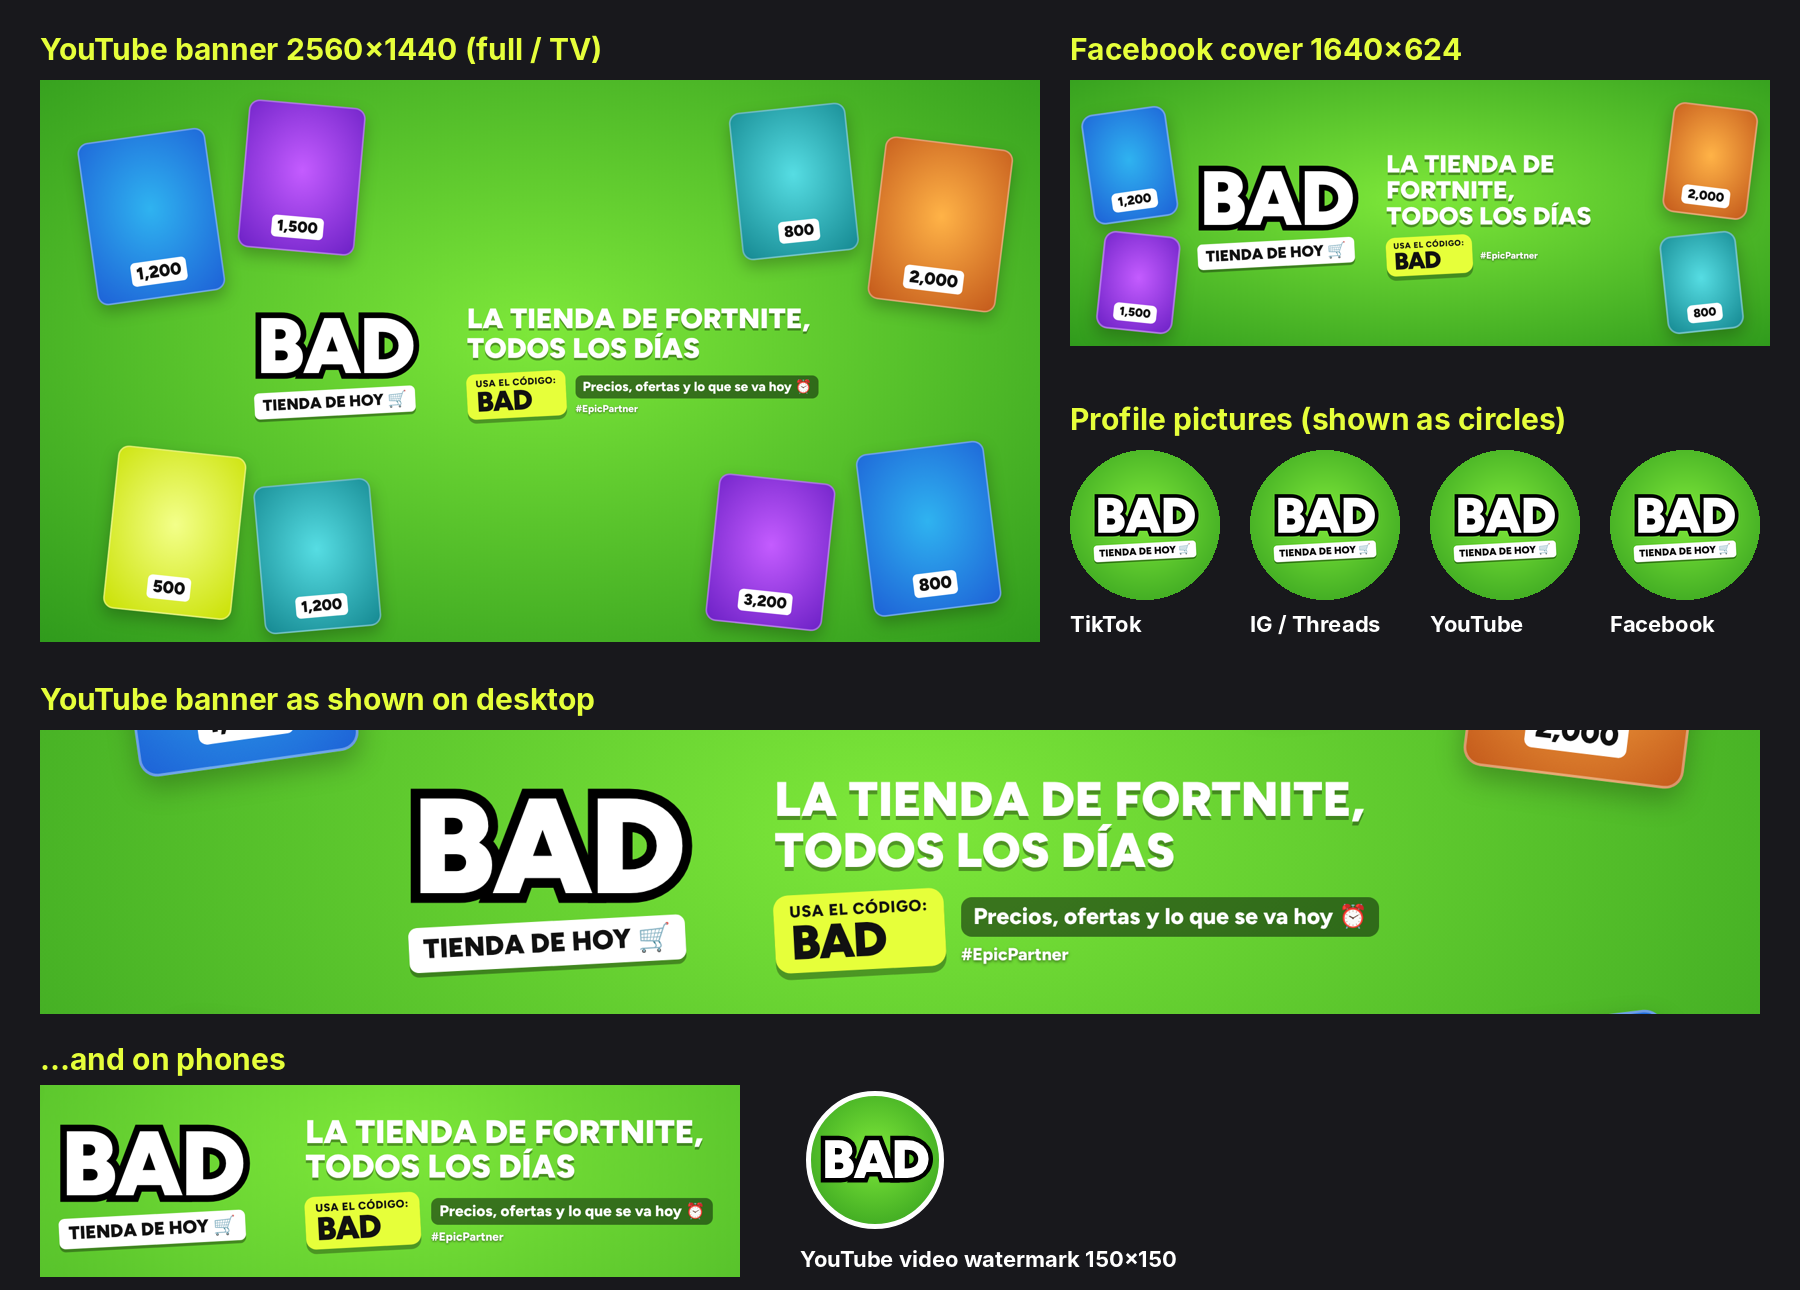 YouTube banner 2560×1440 (full / TV)
1,200
1,500
800
2,000
BAD
TIENDA DE HOY
LA TIENDA DE FORTNITE,
TODOS LOS DÍAS
USA EL CÓDIGO:
BAD
Precios, ofertas y lo que se va hoy
#EpicPartner
500
1,200
3,200
800
Facebook cover 1640×624
1,200
1,500
BAD
TIENDA DE HOY
LA TIENDA DE
FORTNITE,
TODOS LOS DÍAS
USA EL CÓDIGO:
BAD
#EpicPartner
2,000
800
Profile pictures (shown as circles)
BAD
TIENDA DE HOY
BAD
TIENDA DE HOY
BAD
TIENDA DE HOY
BAD
TIENDA DE HOY
TikTok
IG / Threads
YouTube
Facebook
YouTube banner as shown on desktop
2,000
BAD
TIENDA DE HOY
LA TIENDA DE FORTNITE,
TODOS LOS DÍAS
USA EL CÓDIGO:
BAD
Precios, ofertas y lo que se va hoy
#EpicPartner
...and on phones
BAD
TIENDA DE HOY
LA TIENDA DE FORTNITE,
TODOS LOS DÍAS
USA EL CÓDIGO:
BAD
Precios, ofertas y lo que se va hoy
#EpicPartner
BAD
YouTube video watermark 150×150